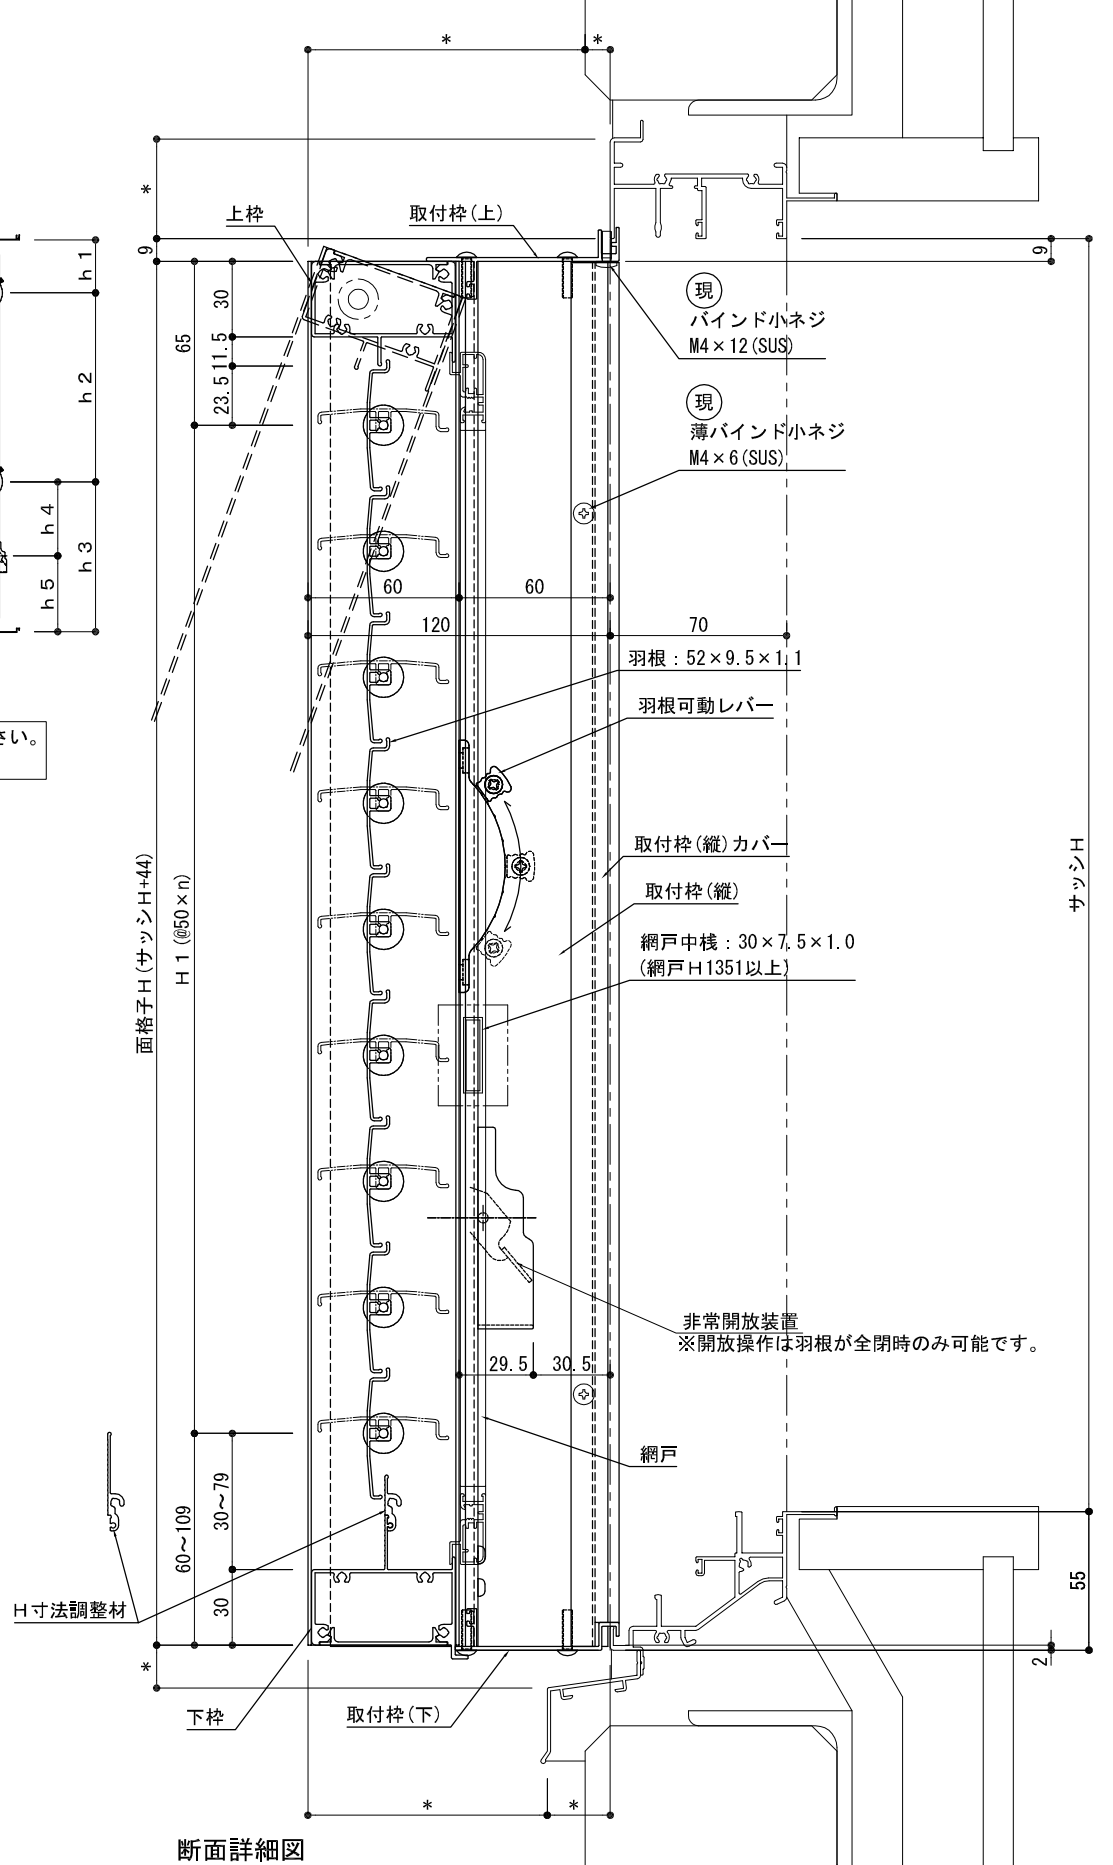 *
*
*
上枠
取付枠(上)
9
9
h 1
現
バインド小ネジ
M4×12(SUS)
30
65
11.5
23.5
h 2
現
薄バインド小ネジ
M4×6(SUS)
h 4
h 3
h 5
60
60
120
70
羽根：52×9.5×1.1
羽根可動レバー
さい。
取付枠(縦)カバー
取付枠(縦)
網戸中桟：30×7.5×1.0
(網戸H1351以上)
面格子H(サッシH+44)
H 1 (@50×n)
サッシH
非常開放装置
※開放操作は羽根が全閉時のみ可能です。
29.5
30.5
網戸
30～79
60～109
30
H寸法調整材
55
2
*
下枠
取付枠(下)
*
*
断面詳細図